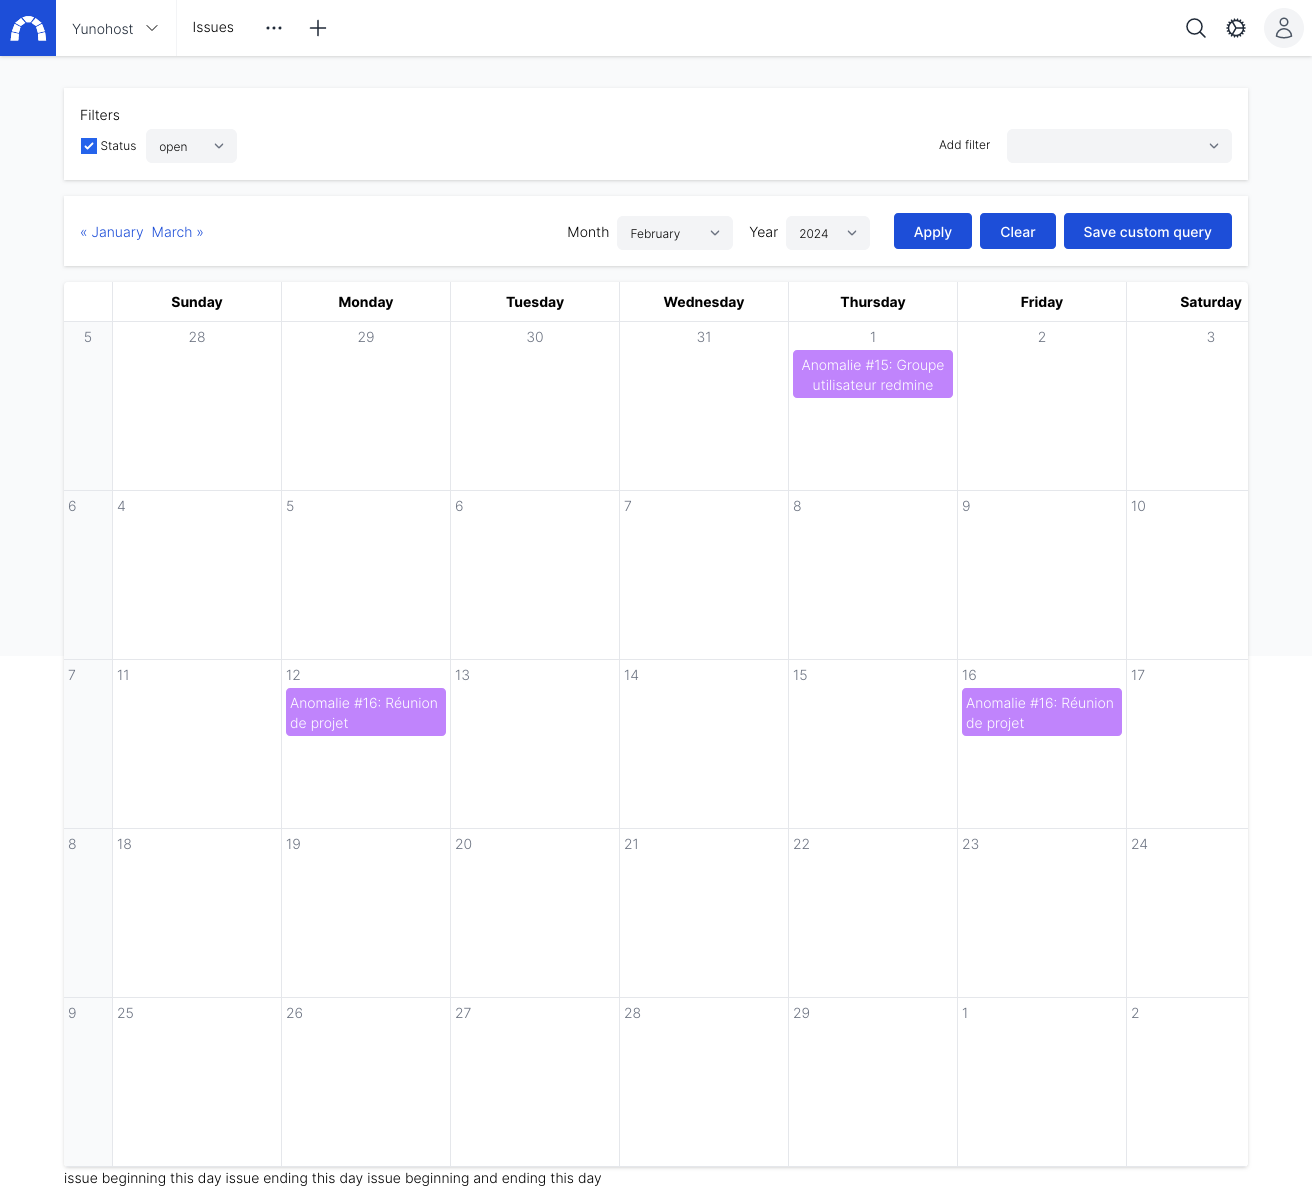 Yunohost Issues
Filters
Status open Add filter
« January March » Month February Year 2024 Apply Clear Save custom query
Sunday Monday Tuesday Wednesday Thursday Friday Saturday
5 28 29 30 31 1 2 3
Anomalie #15: Groupe
utilisateur redmine
6 4 5 6 7 8 9 10
7 11 12 13 14 15 16 17
Anomalie #16: Réunion
de projet
Anomalie #16: Réunion
de projet
8 18 19 20 21 22 23 24
9 25 26 27 28 29 1 2
issue beginning this day issue ending this day issue beginning and ending this day